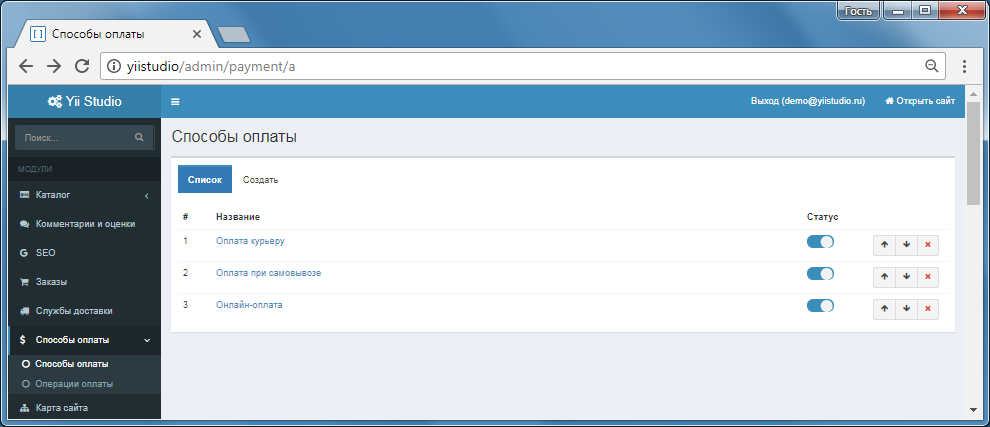 Гость
Способы оплаты
yiistudio/admin/payment/a
Yii Studio
Выход (demo@yiistudio.ru)
Открыть сайт
Поиск...
МОДУЛИ
Каталог
Комментарии и оценки
SEO
Заказы
Службы доставки
Способы оплаты
Способы оплаты
Операции оплаты
Карта сайта
Способы оплаты
Список Создать
# Название Статус
1 Оплата курьеру
2 Оплата при самовывозе
3 Онлайн-оплата